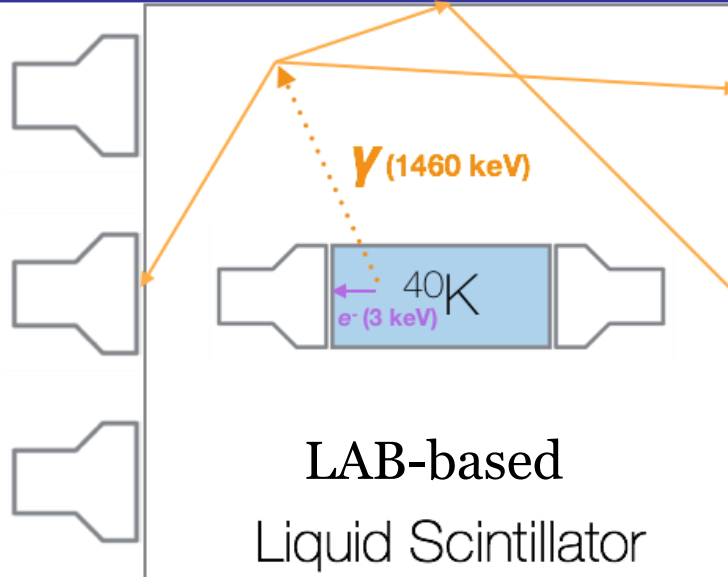 γ (1460 keV)
⁴⁰K
e⁻ (3 keV)
LAB-based
Liquid Scintillator